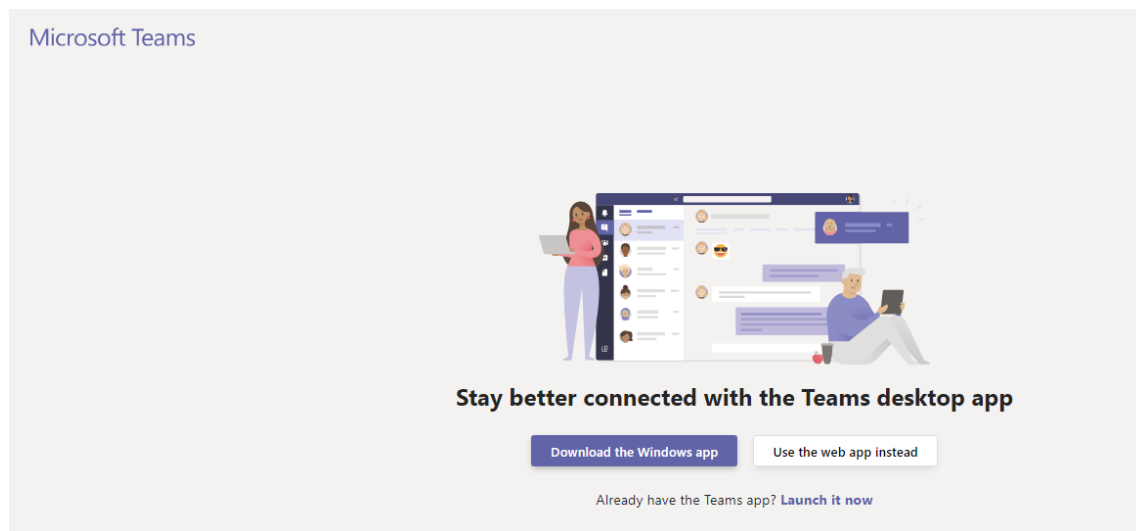 Microsoft Teams
Stay better connected with the Teams desktop app
Download the Windows app
Use the web app instead
Already have the Teams app? Launch it now